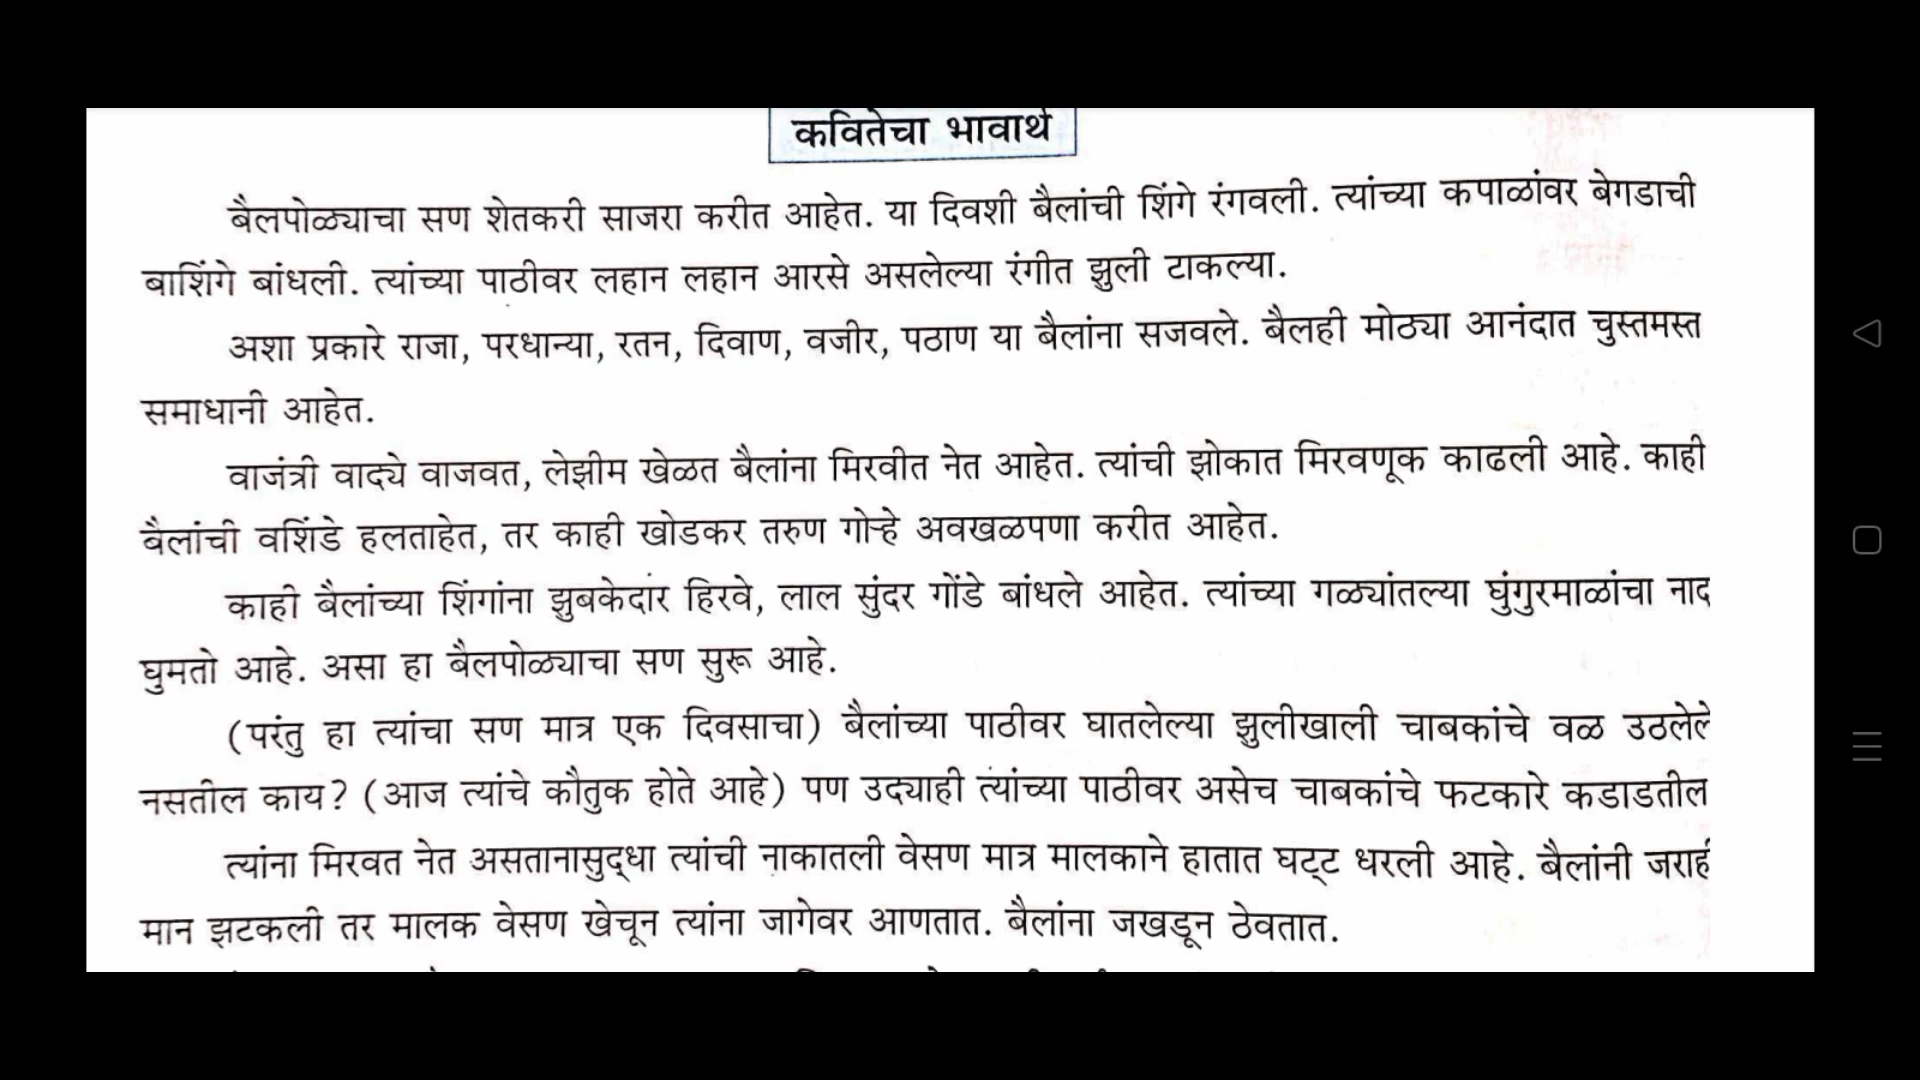 कवितेचा भावार्थ
बैलपोळ्याचा सण शेतकरी साजरा करीत आहेत. या दिवशी बैलांची शिंगे रंगवली. त्यांच्या कपाळांवर बेगडाची
बाशिंगे बांधली. त्यांच्या पाठीवर लहान लहान आरसे असलेल्या रंगीत झुली टाकल्या.
अशा प्रकारे राजा, परधान्या, रतन, दिवाण, वजीर, पठाण या बैलांना सजवले. बैलही मोठ्या आनंदात चुस्तमस्त
समाधानी आहेत.
वाजंत्री वाद्ये वाजवत, लेझीम खेळत बैलांना मिरवीत नेत आहेत. त्यांची झोकात मिरवणूक काढली आहे. काही
बैलांची वशिंडे हलताहेत, तर काही खोडकर तरुण गोऱ्हे अवखळपणा करीत आहेत.
काही बैलांच्या शिंगांना झुबकेदार हिरवे, लाल सुंदर गोंडे बांधले आहेत. त्यांच्या गळ्यांतल्या घुंगुरमाळांचा नाद
घुमतो आहे. असा हा बैलपोळ्याचा सण सुरू आहे.
(परंतु हा त्यांचा सण मात्र एक दिवसाचा) बैलांच्या पाठीवर घातलेल्या झुलीखाली चाबकांचे वळ उठलेले
नसतील काय? (आज त्यांचे कौतुक होते आहे) पण उद्याही त्यांच्या पाठीवर असेच चाबकांचे फटकारे कडाडतील
त्यांना मिरवत नेत असतानासुद्धा त्यांची नाकातली वेसण मात्र मालकाने हातात घट्ट धरली आहे. बैलांनी जराही
मान झटकली तर मालक वेसण खेचून त्यांना जागेवर आणतात. बैलांना जखडून ठेवतात.